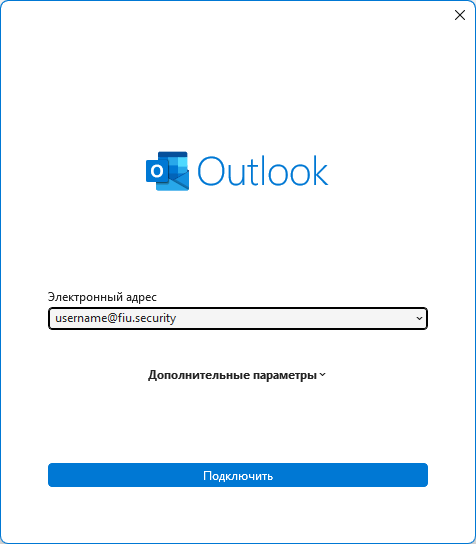 Outlook
Электронный адрес
username@fiu.security
Дополнительные параметры
Подключить